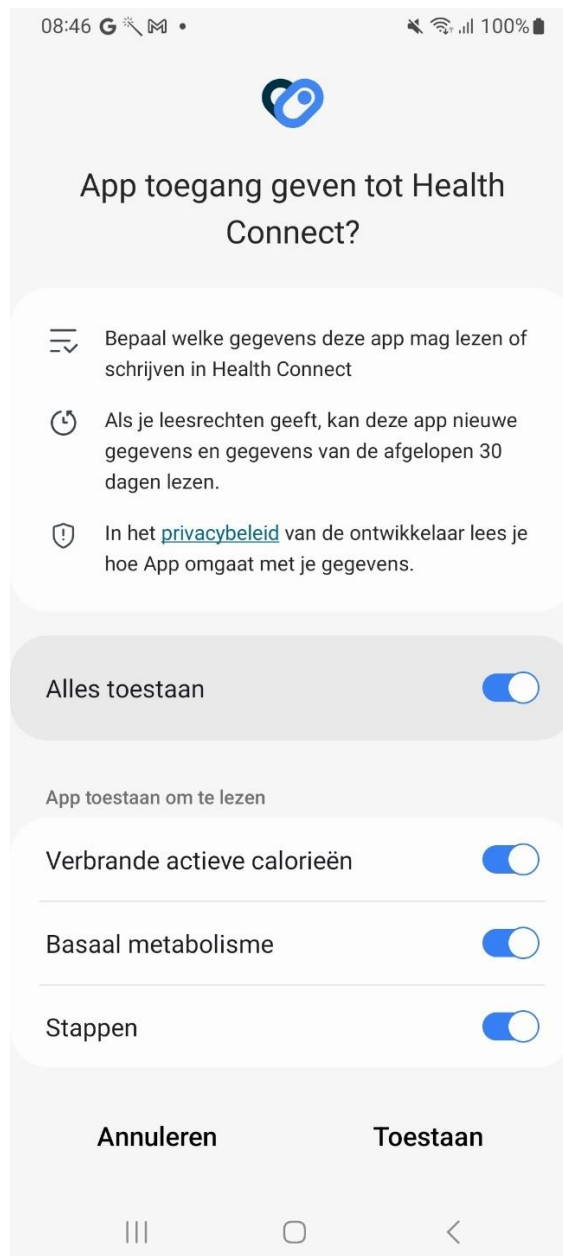 08:46 G
100%
App toegang geven tot Health
Connect?
Bepaal welke gegevens deze app mag lezen of
schrijven in Health Connect
Als je leesrechten geeft, kan deze app nieuwe
gegevens en gegevens van de afgelopen 30
dagen lezen.
In het privacybeleid van de ontwikkelaar lees je
hoe App omgaat met je gegevens.
Alles toestaan
App toestaan om te lezen
Verbrande actieve calorieën
Basaal metabolisme
Stappen
Annuleren
Toestaan